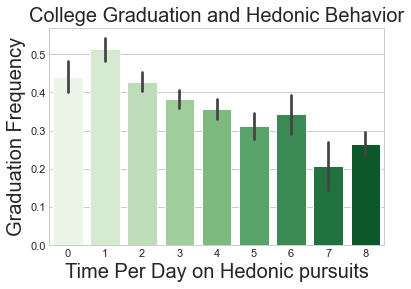 College Graduation and Hedonic Behavior
Graduation Frequency
0.5
0.4
0.3
0.2
0.1
0.0
0 1 2 3 4 5 6 7 8
Time Per Day on Hedonic pursuits